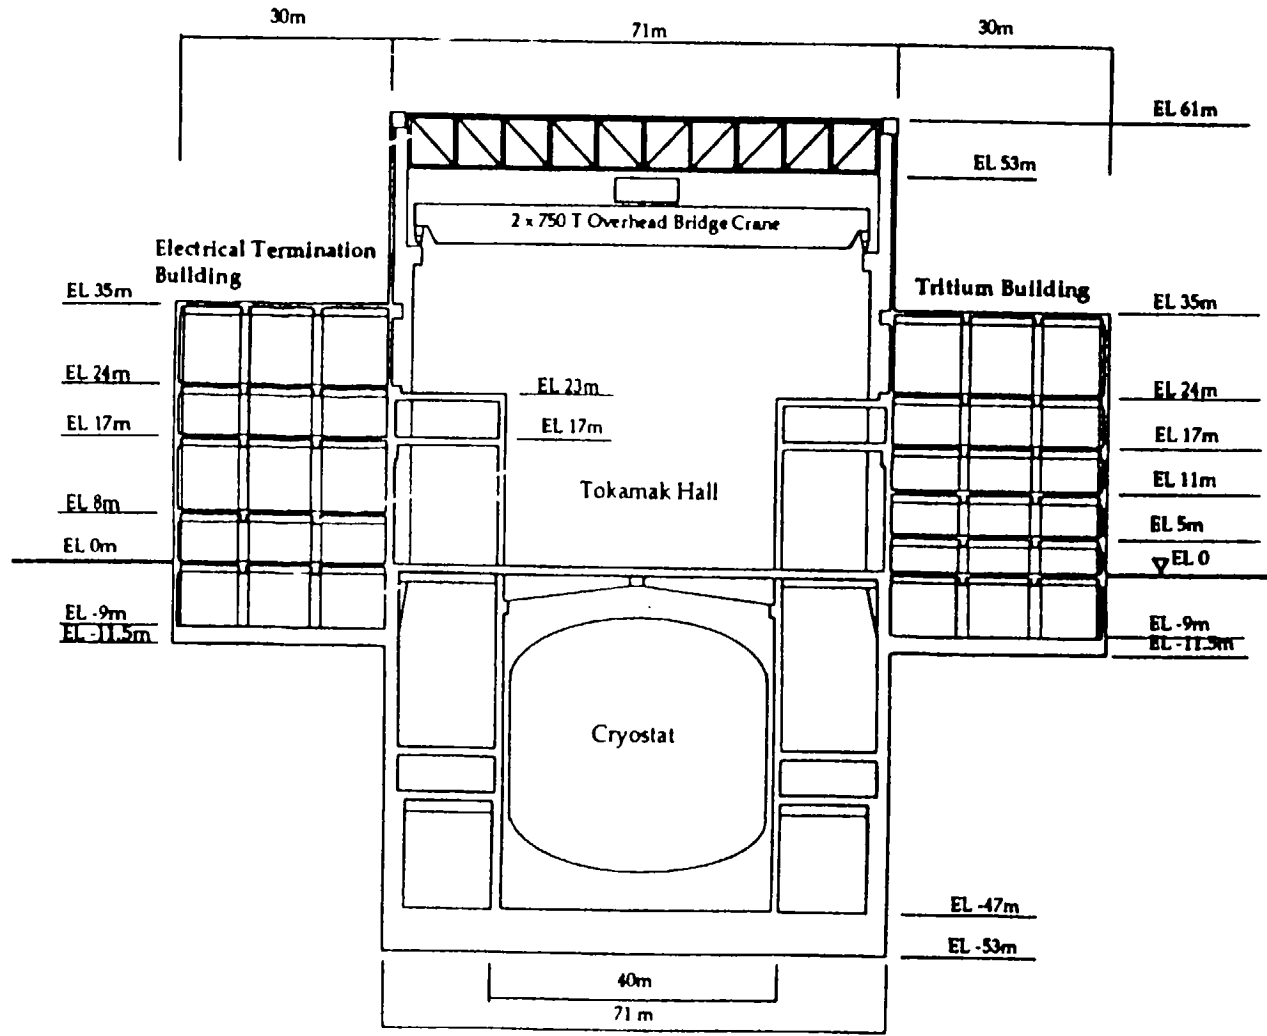 30m
71m
30m
EL 61m
EL 53m
2 x 750 T Overhead Bridge Crane
Electrical Termination
Building
EL 35m
Tritium Building
EL 35m
EL 24m
EL 23m
EL 24m
EL 17m
EL 17m
EL 17m
Tokamak Hall
EL 11m
EL 8m
EL 5m
EL 0m
EL 0
EL -9m
EL -11.5m
EL -9m
EL -11.5m
Cryostat
EL -47m
EL -53m
40m
71 m